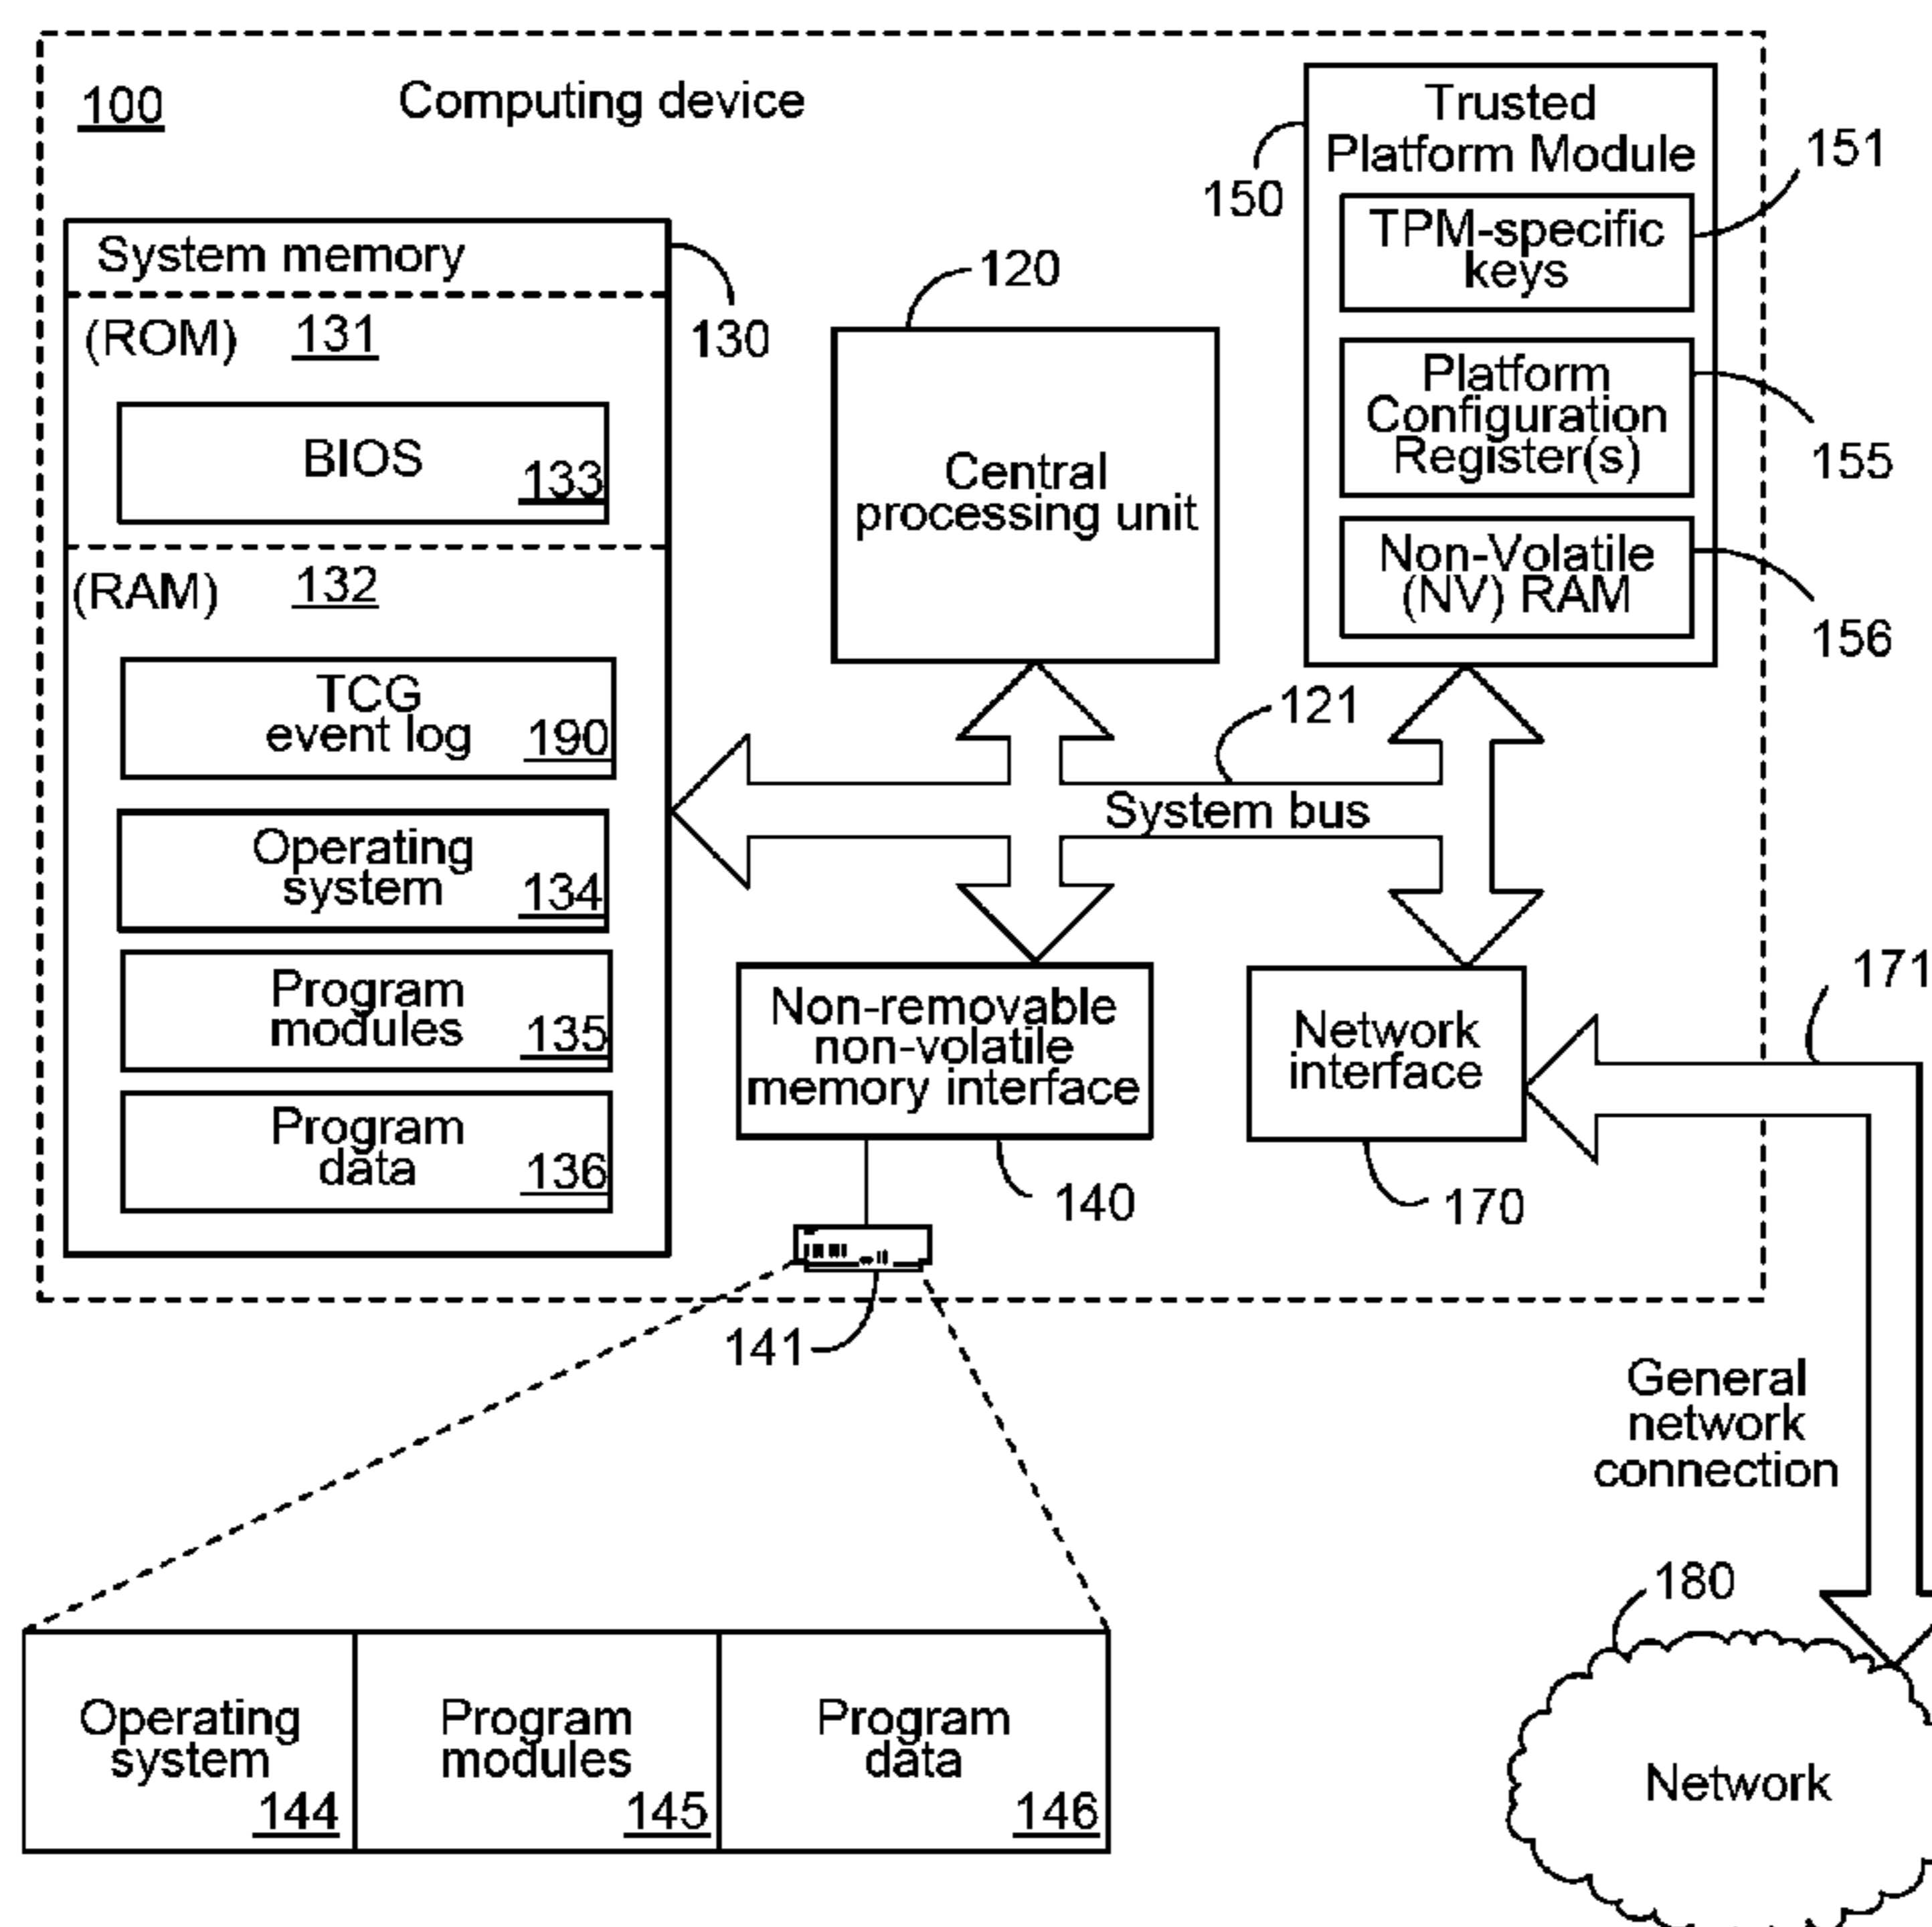 100
Computing device
System memory
130
(ROM) 131
BIOS 133
(RAM) 132
TCG
event log 190
Operating
system 134
Program
modules 135
Program
data 136
120
Central
processing unit
150
Trusted
Platform Module
TPM-specific
keys
151
Platform
Configuration
Register(s)
155
Non-Volatile
(NV) RAM
156
121
System bus
Non-removable
non-volatile
memory interface
140
141
Network
interface
170
171
General
network
connection
180
Network
Operating
system
144
Program
modules
145
Program
data
146